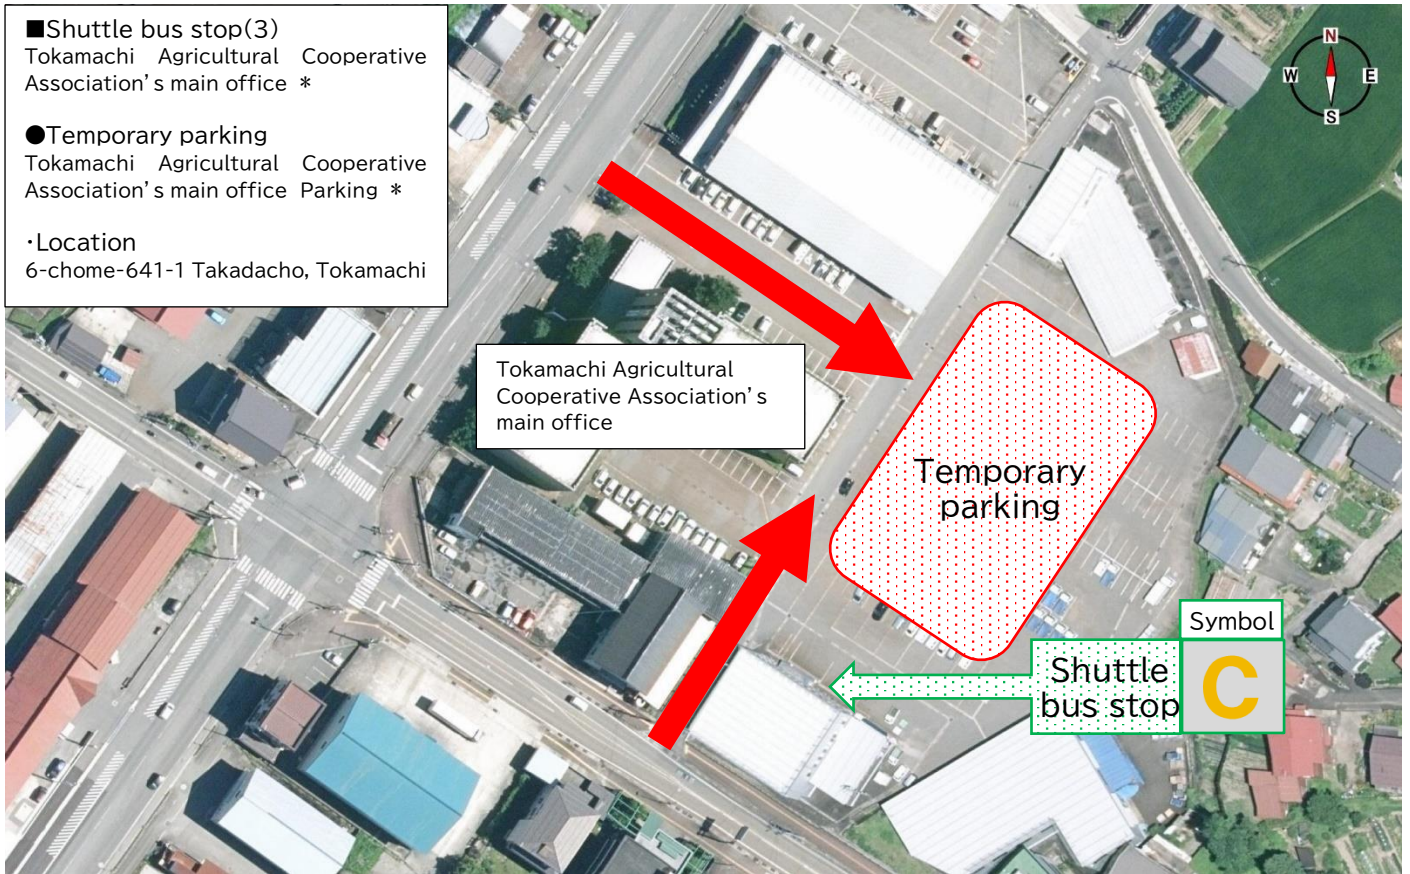 ■Shuttle bus stop(3)
Tokamachi Agricultural Cooperative
Association's main office *
●Temporary parking
Tokamachi Agricultural Cooperative
Association's main office Parking *
・Location
6-chome-641-1 Takadacho, Tokamachi
N
W E
S
Tokamachi Agricultural
Cooperative Association's
main office
Temporary
parking
Symbol
Shuttle
bus stop
C